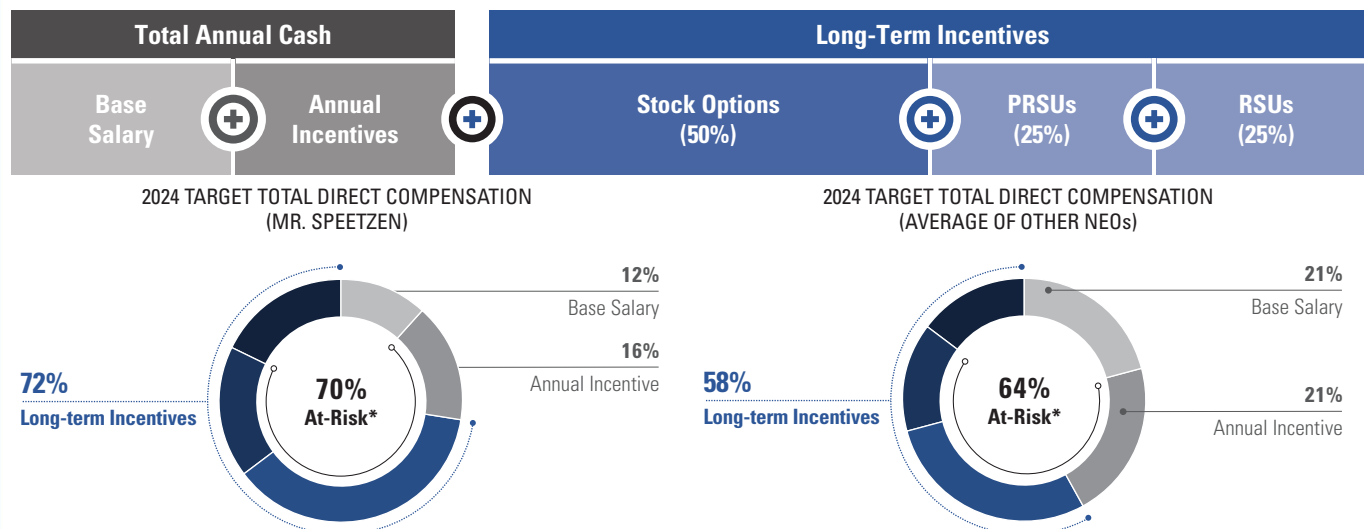 Total Annual Cash
Long-Term Incentives
Base
Salary
Annual
Incentives
Stock Options
(50%)
PRSUs
(25%)
RSUs
(25%)
2024 TARGET TOTAL DIRECT COMPENSATION
(MR. SPEETZEN)
12%
Base Salary
16%
Annual Incentive
72%
Long-term Incentives
70%
At-Risk*
2024 TARGET TOTAL DIRECT COMPENSATION
(AVERAGE OF OTHER NEOs)
21%
Base Salary
21%
Annual Incentive
58%
Long-term Incentives
64%
At-Risk*